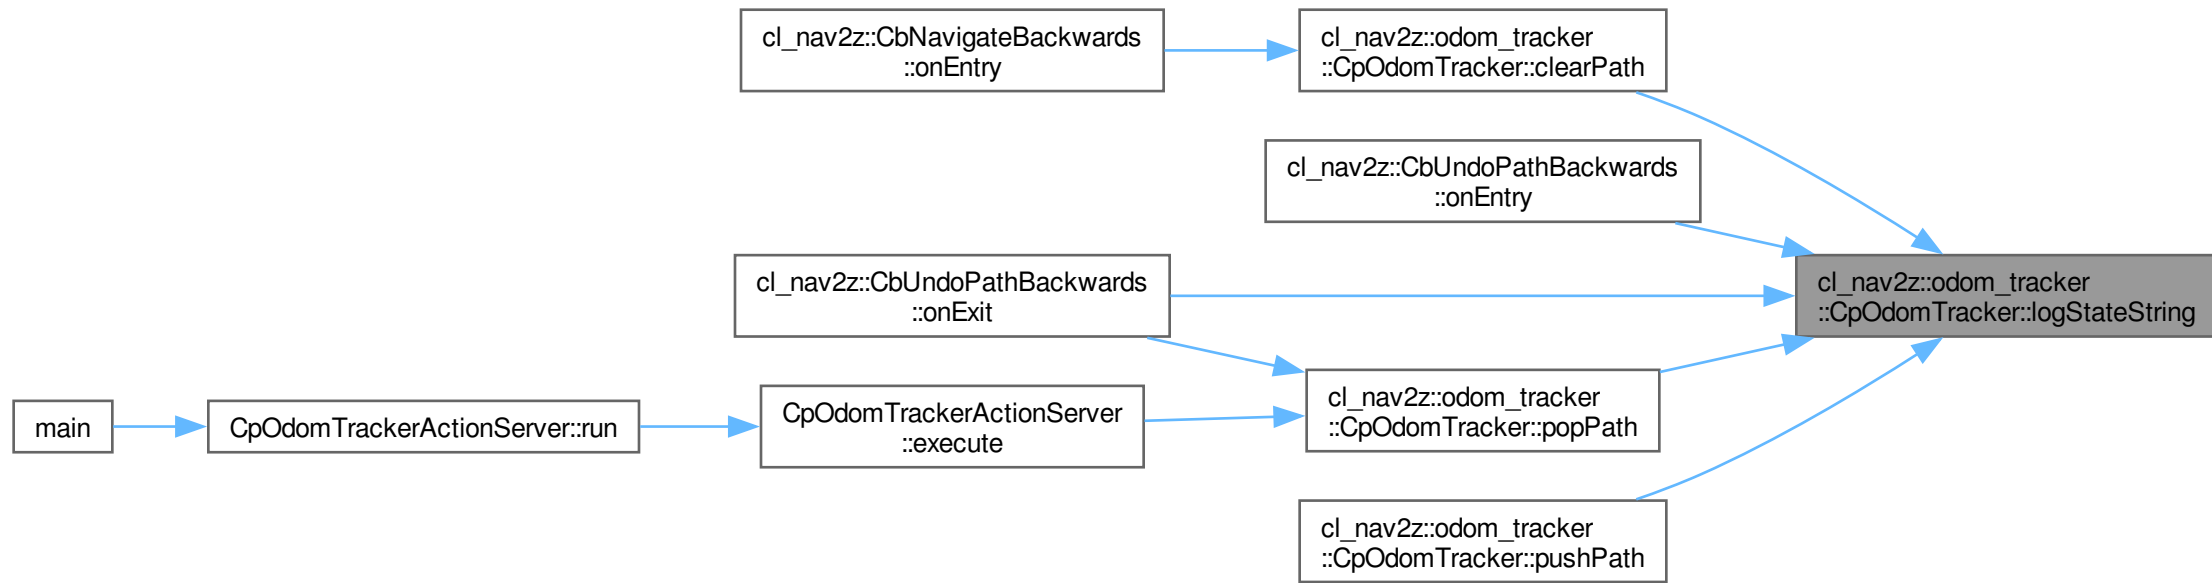 cl_nav2z::CbNavigateBackwards
::onEntry
cl_nav2z::odom_tracker
::CpOdomTracker::clearPath
cl_nav2z::CbUndoPathBackwards
::onEntry
cl_nav2z::CbUndoPathBackwards
::onExit
cl_nav2z::odom_tracker
::CpOdomTracker::logStateString
main
CpOdomTrackerActionServer::run
CpOdomTrackerActionServer
::execute
cl_nav2z::odom_tracker
::CpOdomTracker::popPath
cl_nav2z::odom_tracker
::CpOdomTracker::pushPath